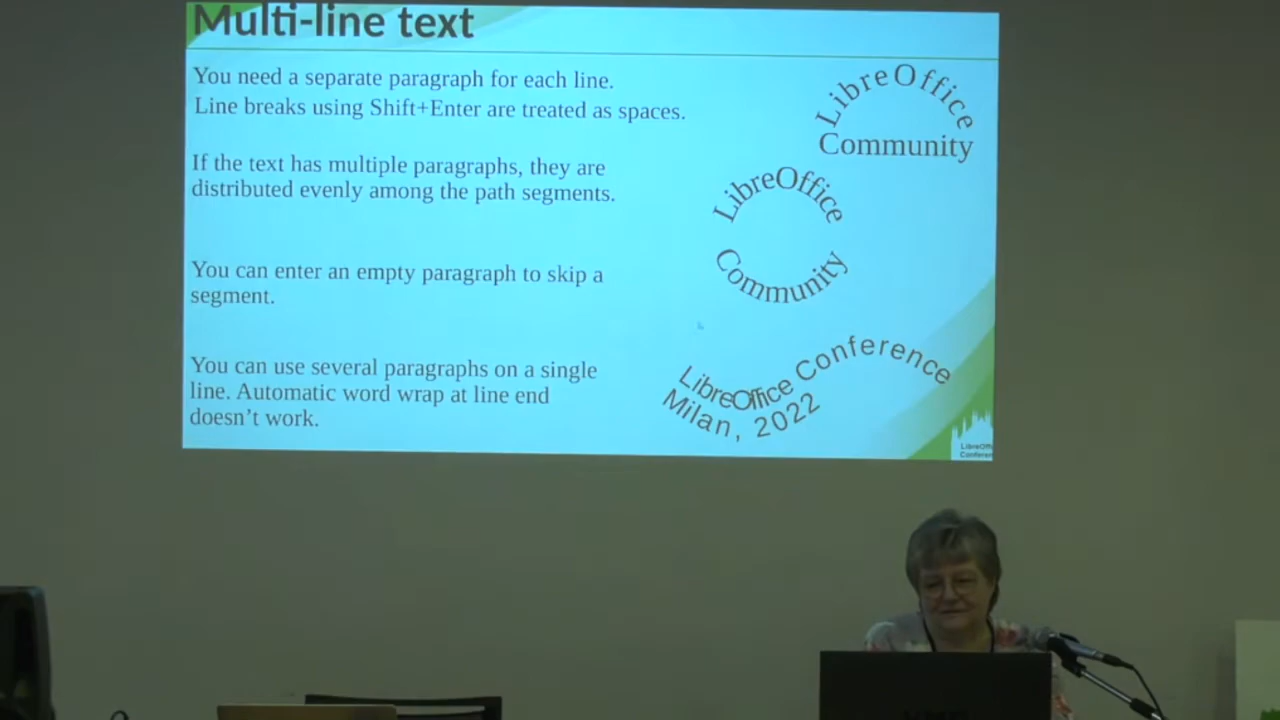 Multi-line text
You need a separate paragraph for each line.
Line breaks using Shift+Enter are treated as spaces.
If the text has multiple paragraphs, they are
distributed evenly among the path segments.
You can enter an empty paragraph to skip a
segment.
You can use several paragraphs on a single
line. Automatic word wrap at line end
doesn’t work.
LibreOffice
Community
LibreOffice
Community
LibreOffice Conference
Milan, 2022